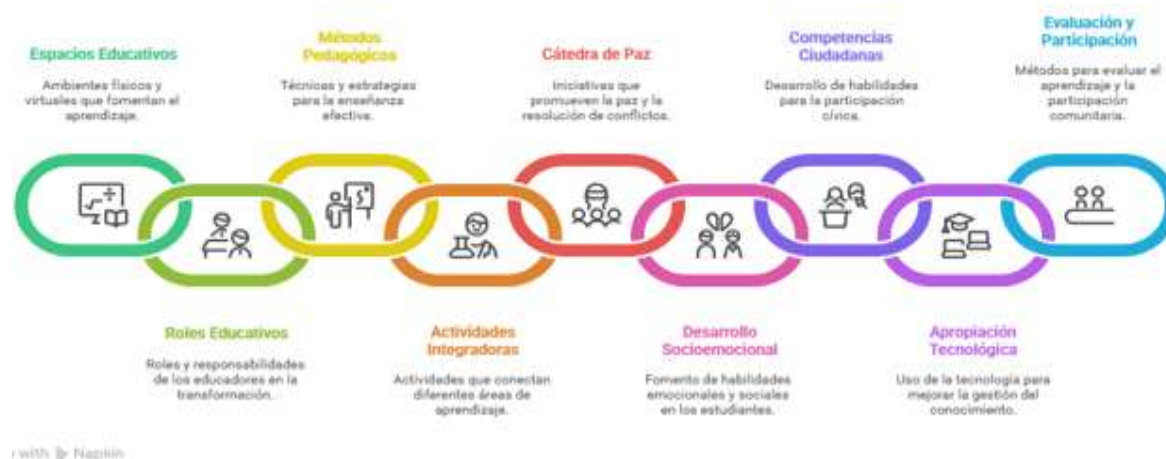 Espacios Educativos
Ambientes físicos y
virtuales que fomentan el
aprendizaje.
Métodos
Pedagógicos
Técnicas y estrategias
para la enseñanza
efectiva.
Cátedra de Paz
Iniciativas que
promueven la paz y la
resolución de conflictos.
Competencias
Ciudadanas
Desarrollo de habilidades
para la participación
cívica.
Evaluación y
Participación
Métodos para evaluar el
aprendizaje y la
participación
comunitaria.
Roles Educativos
Roles y responsabilidades
de los educadores en la
transformación.
Actividades
Integradoras
Actividades que conectan
diferentes áreas de
aprendizaje.
Desarrollo
Socioemocional
Fomento de habilidades
emocionales y sociales
en los estudiantes.
Apropiación
Tecnológica
Uso de la tecnología para
mejorar la gestión del
conocimiento.
with Napkin